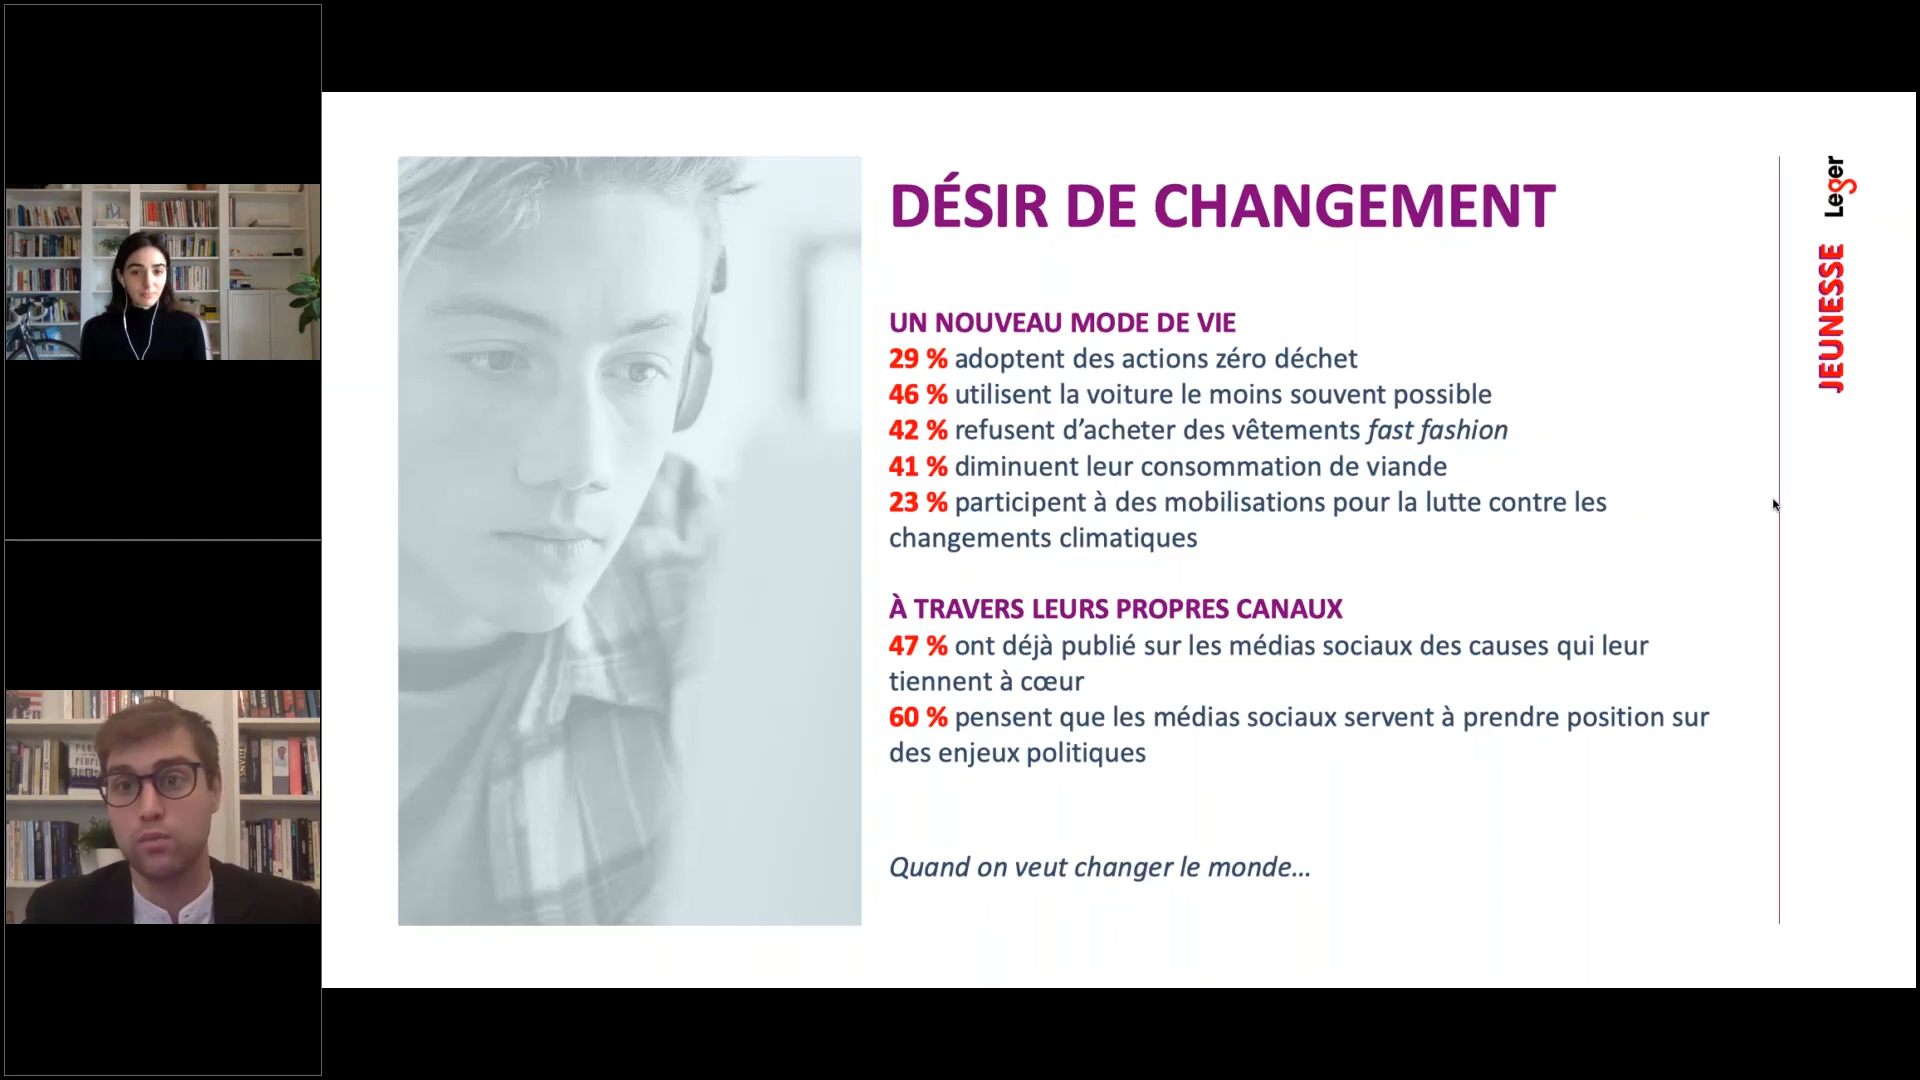 DÉSIR DE CHANGEMENT
UN NOUVEAU MODE DE VIE
29 % adoptent des actions zéro déchet
46 % utilisent la voiture le moins souvent possible
42 % refusent d’acheter des vêtements fast fashion
41 % diminuent leur consommation de viande
23 % participent à des mobilisations pour la lutte contre les
changements climatiques
À TRAVERS LEURS PROPRES CANAUX
47 % ont déjà publié sur les médias sociaux des causes qui leur
tiennent à cœur
60 % pensent que les médias sociaux servent à prendre position sur
des enjeux politiques
Quand on veut changer le monde…
JEUNESSE
Leger